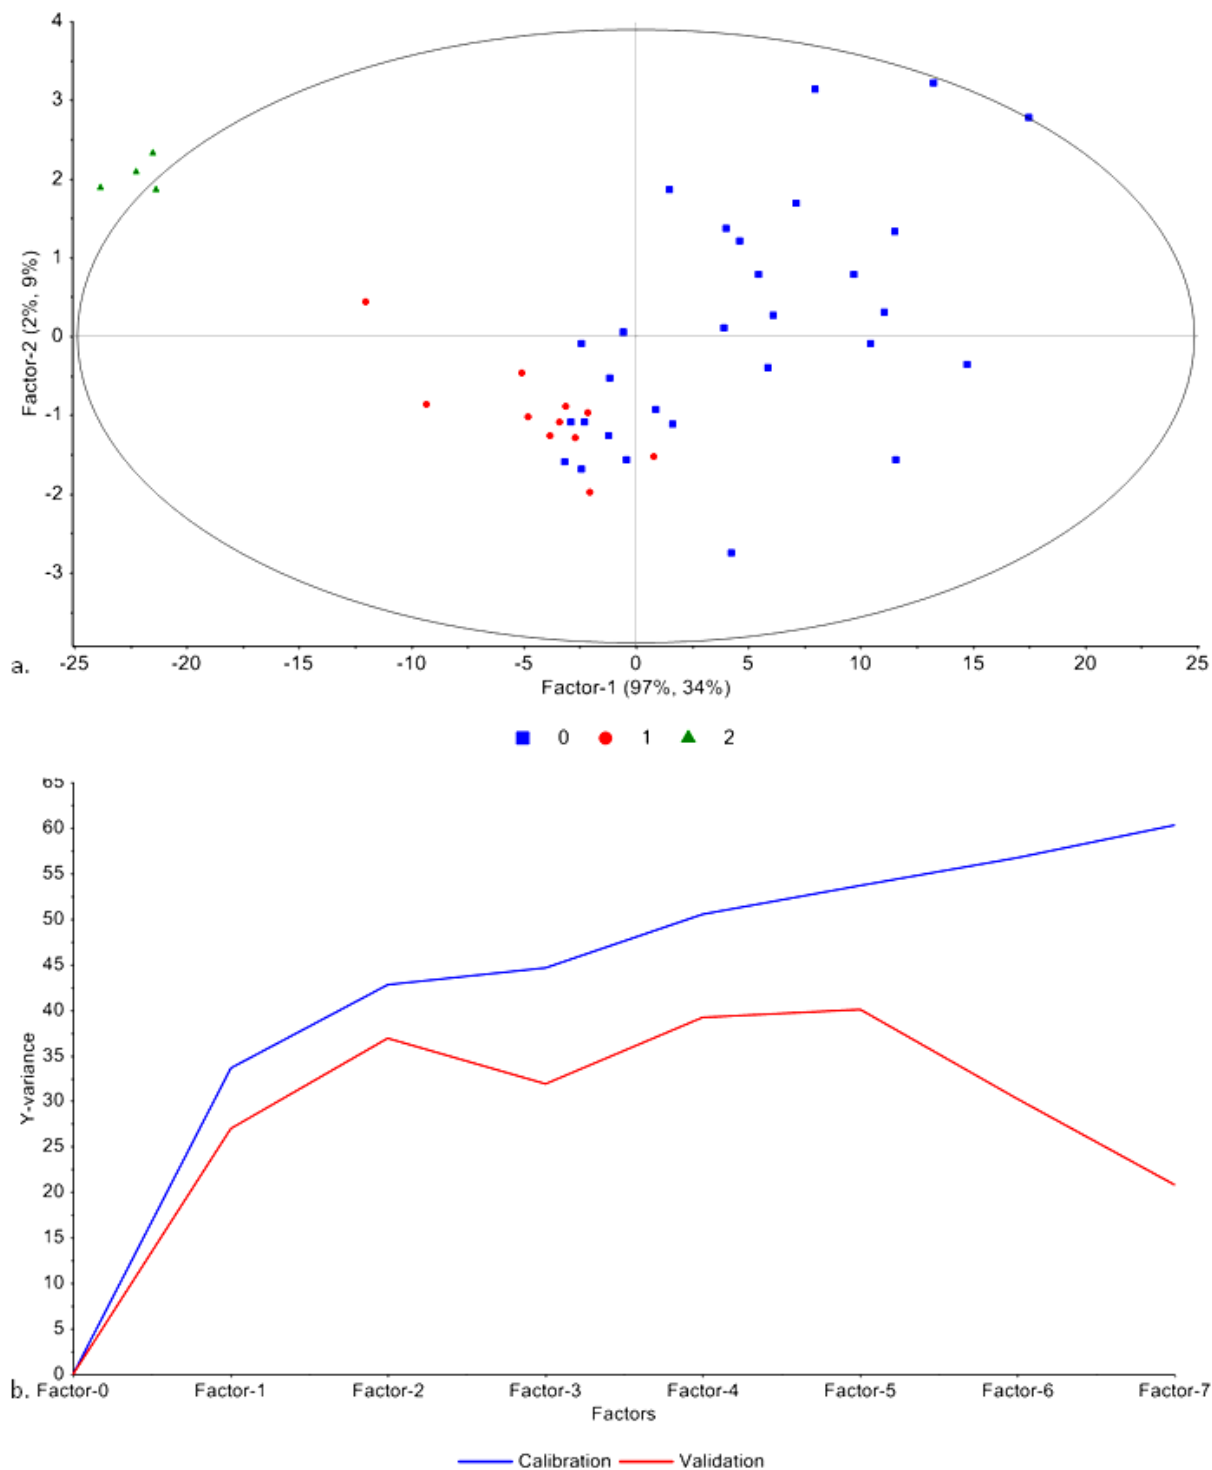 4
3
2
1
0
-1
-2
-3
Factor-2 (2%, 9%)
a.
-25 -20 -15 -10 -5 0 5 10 15 20 25
Factor-1 (97%, 34%)
0 1 2
65
60
55
50
45
40
35
30
25
20
15
10
5
0
Y-variance
b. Factor-0 Factor-1 Factor-2 Factor-3 Factor-4 Factor-5 Factor-6 Factor-7
Factors
Calibration Validation